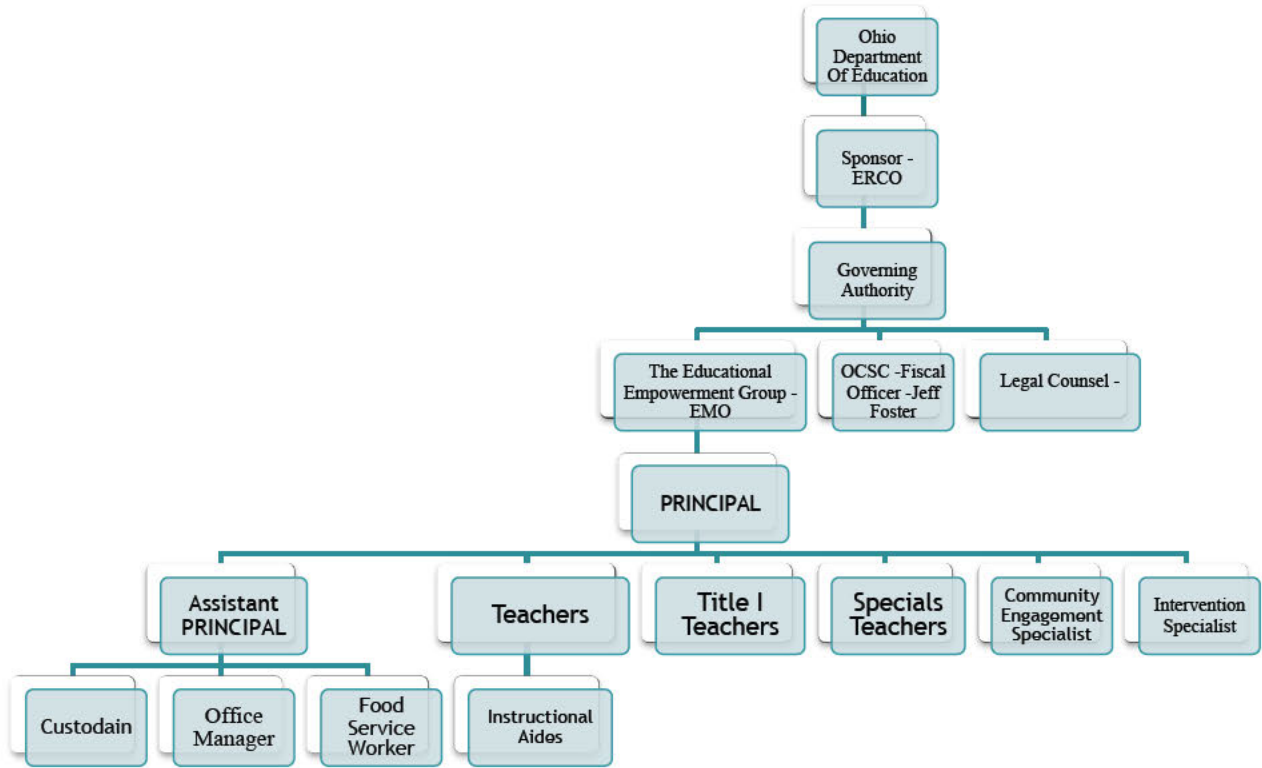 Ohio
Department
Of Education
Sponsor -
ERCO
Governing
Authority
The Educational
Empowerment Group -
EMO
OCSC -Fiscal
Officer -Jeff
Foster
Legal Counsel -
PRINCIPAL
Assistant
PRINCIPAL
Teachers
Title I
Teachers
Specials
Teachers
Community
Engagement
Specialist
Intervention
Specialist
Custodain
Office
Manager
Food
Service
Worker
Instructional
Aides